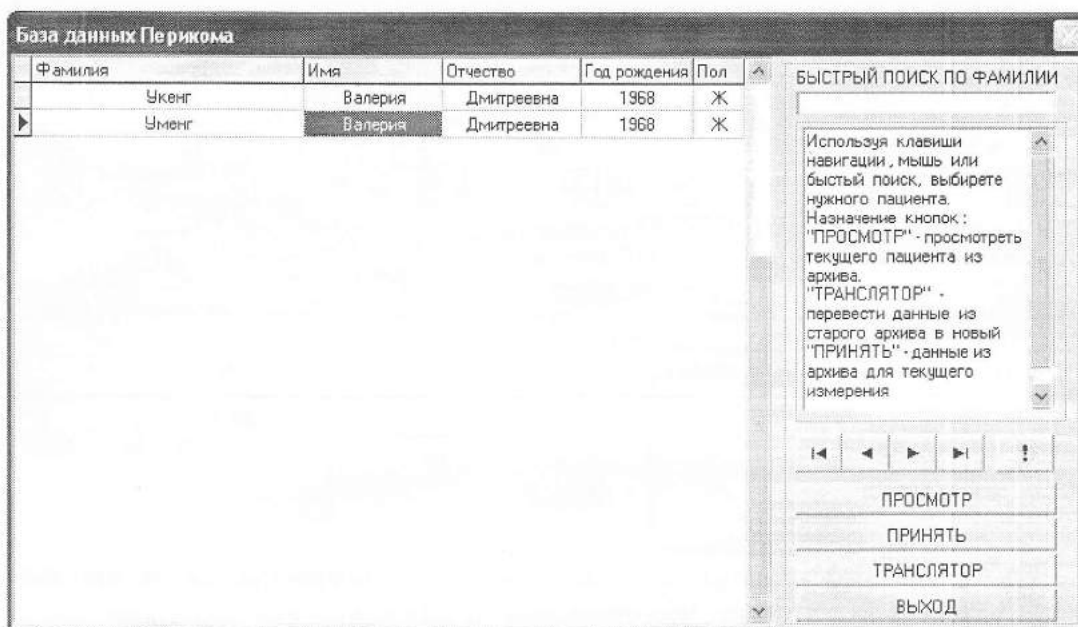 База данных Перикома
Фамилия Имя Отчество Год рождения Пол
Укенг Валерия Дмитреевна 1968 Ж
Уменг Валерия Дмитреевна 1968 Ж
БЫСТРЫЙ ПОИСК ПО ФАМИЛИИ
Используя клавиши
навигации , мышь или
быстый поиск, выбирете
нужного пациента.
Назначение кнопок :
"ПРОСМОТР" - просмотреть
текущего пациента из
архива.
"ТРАНСЛЯТОР" -
перевести данные из
старого архива в новый
"ПРИНЯТЬ" - данные из
архива для текущего
измерения
!
ПРОСМОТР
ПРИНЯТЬ
ТРАНСЛЯТОР
ВЫХОД